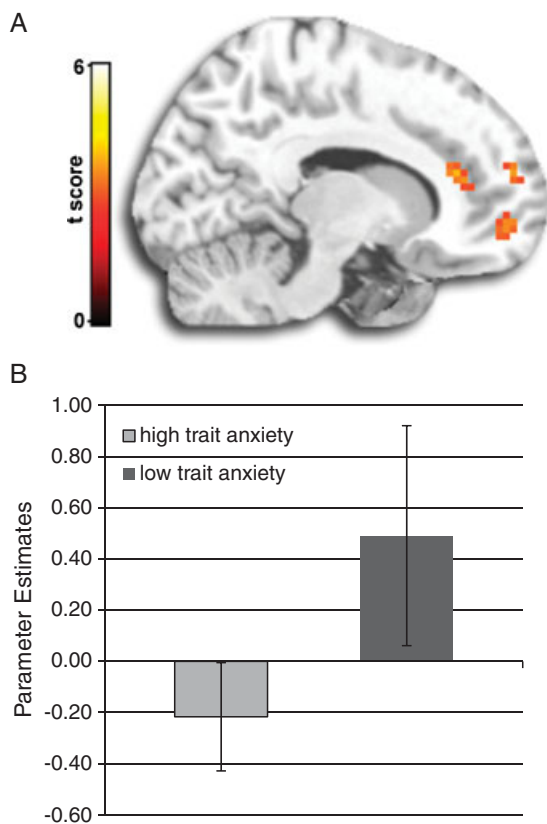 A
6
t score
0
B
1.00
high trait anxiety
0.80
low trait anxiety
0.60
0.40
0.20
0.00
-0.20
-0.40
-0.60
Parameter Estimates